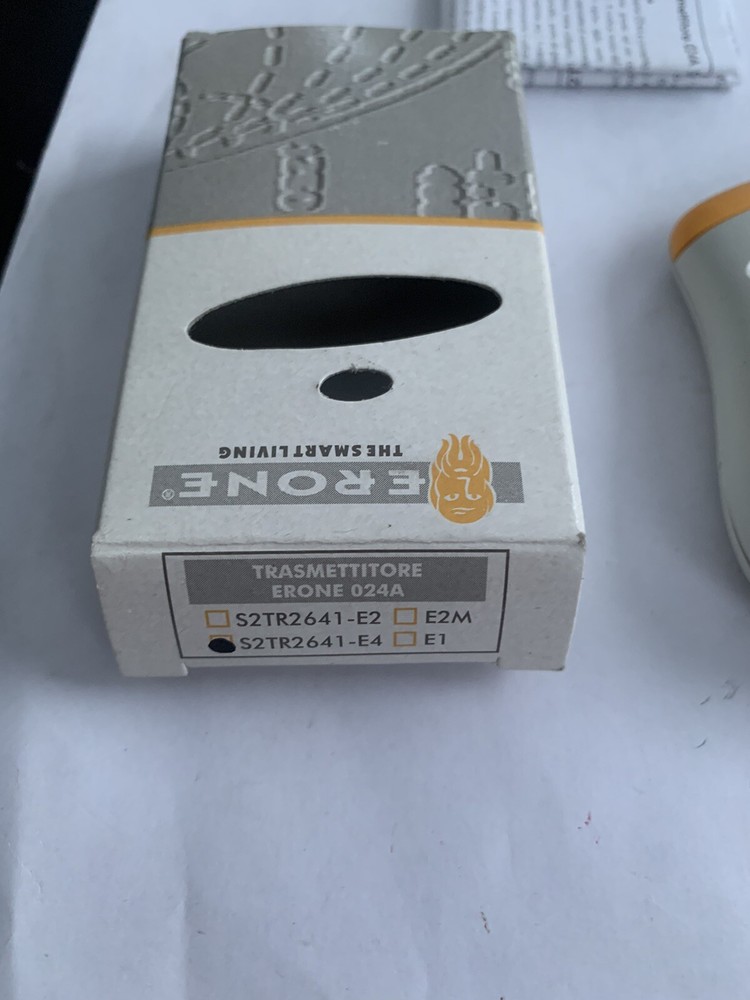 THE SMART LIVING
ERONE®
TRASMETTITORE
ERONE 024A
S2TR2641-E2 E2M
S2TR2641-E4 E1